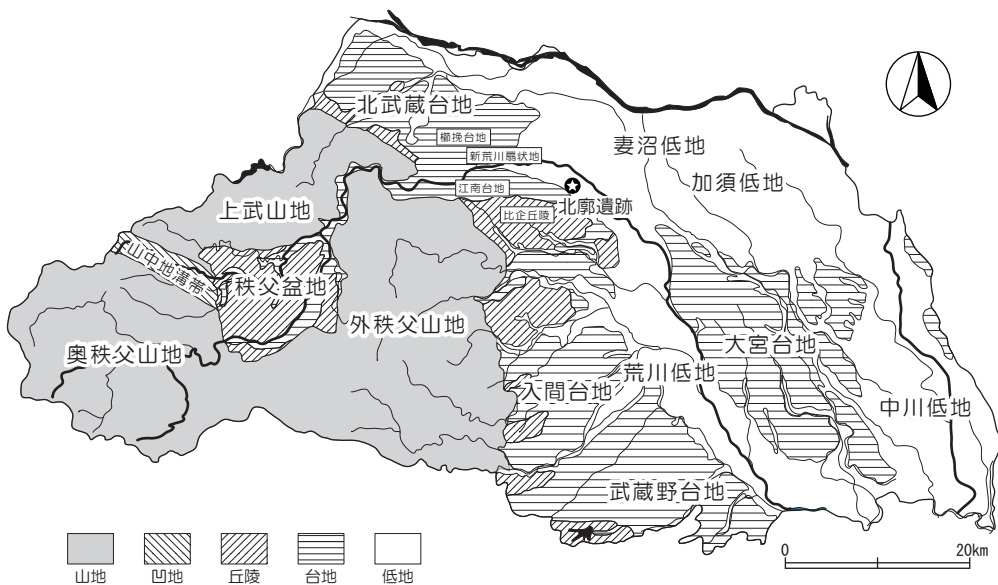 北武蔵台地
櫛挽台地
新荒川扇状地
妻沼低地
加須低地
江南台地
北廓遺跡
比企丘陵
上武山地
山中地溝帯
秩父盆地
外秩父山地
奥秩父山地
大宮台地
荒川低地
入間台地
中川低地
武蔵野台地
山地 凹地 丘陵 台地 低地
0 20km